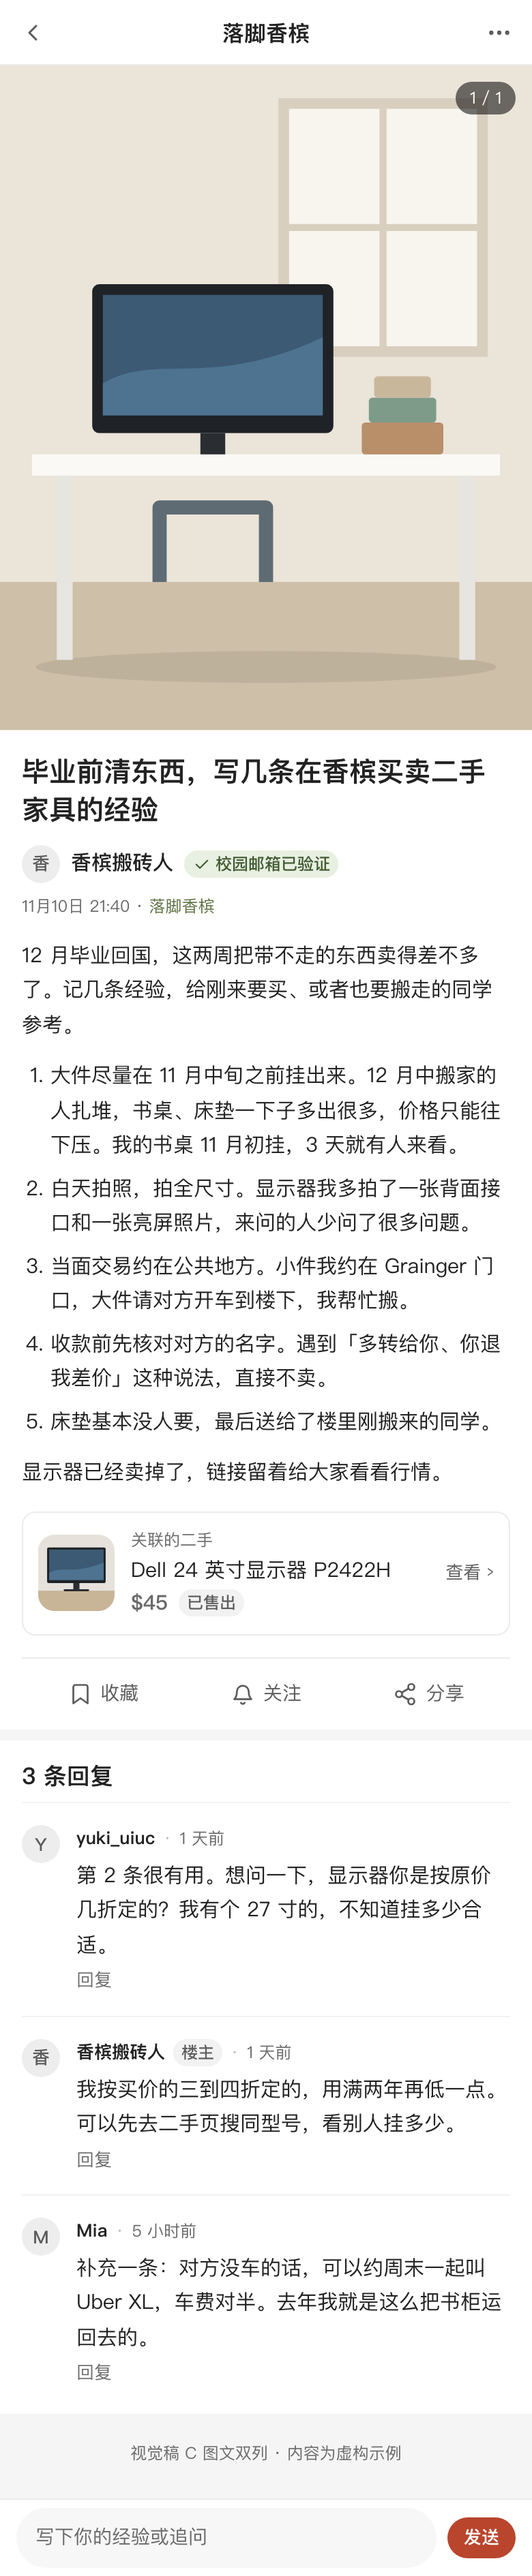 落脚香槟
1 / 1
毕业前清东西，写几条在香槟买卖二手
家具的经验
香 香槟搬砖人 校园邮箱已验证
11月10日 21:40 · 落脚香槟
12 月毕业回国，这两周把带不走的东西卖得差不多
了。记几条经验，给刚来要买、或者也要搬走的同学
参考。
1. 大件尽量在 11 月中旬之前挂出来。12 月中搬家的
人扎堆，书桌、床垫一下子多出很多，价格只能往
下压。我的书桌 11 月初挂，3 天就有人来看。
2. 白天拍照，拍全尺寸。显示器我多拍了一张背面接
口和一张亮屏照片，来问的人少问了很多问题。
3. 当面交易约在公共地方。小件我约在 Grainger 门
口，大件请对方开车到楼下，我帮忙搬。
4. 收款前先核对对方的名字。遇到「多转给你、你退
我差价」这种说法，直接不卖。
5. 床垫基本没人要，最后送给了楼里刚搬来的同学。
显示器已经卖掉了，链接留着给大家看看行情。
关联的二手
Dell 24 英寸显示器 P2422H
查看
$45 已售出
收藏 关注 分享
3 条回复
Y yuki_uiuc · 1 天前
第 2 条很有用。想问一下，显示器你是按原价
几折定的？我有个 27 寸的，不知道挂多少合
适。
回复
香 香槟搬砖人 楼主 · 1 天前
我按买价的三到四折定的，用满两年再低一点。
可以先去二手页搜同型号，看别人挂多少。
回复
M Mia · 5 小时前
补充一条：对方没车的话，可以约周末一起叫
Uber XL，车费对半。去年我就是这么把书柜运
回去的。
回复
视觉稿 C 图文双列 · 内容为虚构示例
写下你的经验或追问 发送